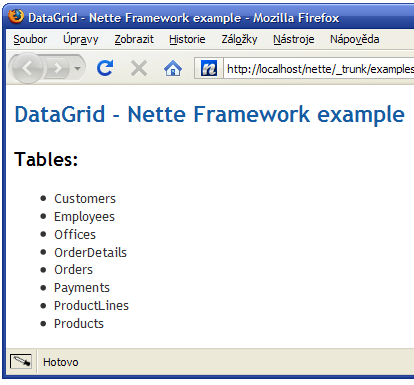 DataGrid - Nette Framework example - Mozilla Firefox
Soubor Úpravy Zobrazit Historie Záložky Nástroje Nápověda
http://localhost/nette/_trunk/examples
DataGrid - Nette Framework example
Tables:
Customers
Employees
Offices
OrderDetails
Orders
Payments
ProductLines
Products
Hotovo